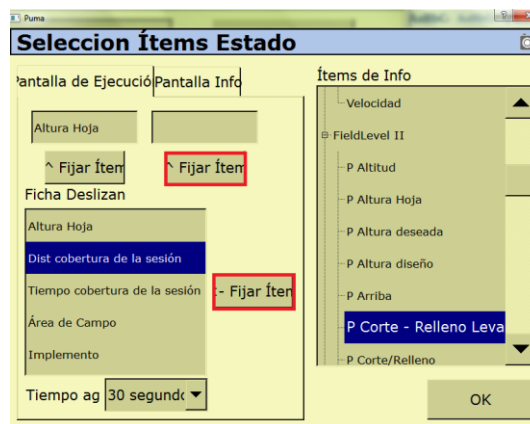 Puma
Seleccion Ítems Estado
Pantalla de Ejecució
Pantalla Info
Altura Hoja
^ Fijar Ítem
^ Fijar Ítem
Ficha Deslizan
Altura Hoja
Dist cobertura de la sesión
Tiempo cobertura de la sesión
Área de Campo
Implemento
- Fijar Íten
Tiempo ag
30 segundo
Ítems de Info
Velocidad
FieldLevel II
P Altitud
P Altura Hoja
P Altura deseada
P Altura diseño
P Arriba
P Corte - Relleno Leva
P Corte/Relleno
OK